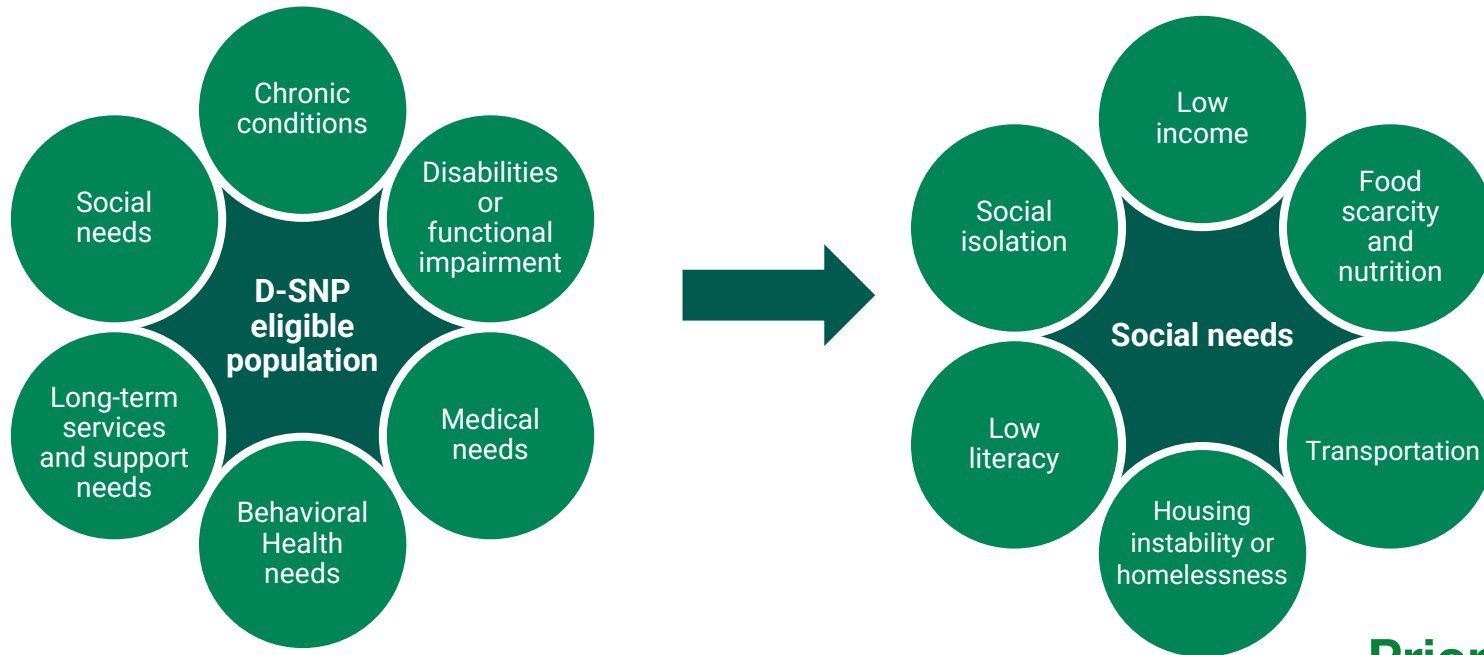 Chronic
conditions
Disabilities
or
functional
impairment
Medical
needs
Behavioral
Health
needs
Long-term
services
and support
needs
Social
needs
D-SNP
eligible
population
Low
income
Food
scarcity
and
nutrition
Transportation
Housing
instability or
homelessness
Low
literacy
Social
isolation
Social needs